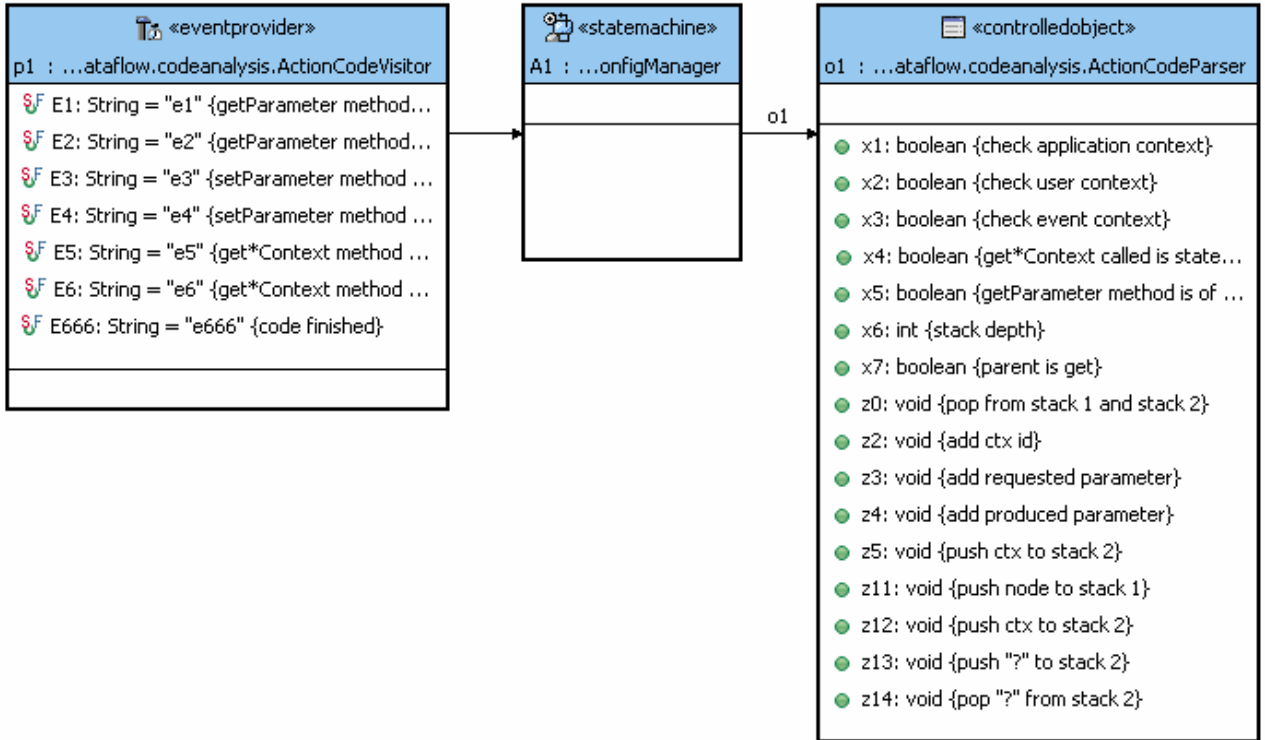 «eventprovider»
p1 : ...ataflow.codeanalysis.ActionCodeVisitor
E1: String = "e1" {getParameter method...
E2: String = "e2" {getParameter method...
E3: String = "e3" {setParameter method ...
E4: String = "e4" {setParameter method ...
E5: String = "e5" {get*Context method ...
E6: String = "e6" {get*Context method ...
E666: String = "e666" {code finished}
«statemachine»
A1 : ...onfigManager
o1
«controlledobject»
o1 : ...ataflow.codeanalysis.ActionCodeParser
x1: boolean {check application context}
x2: boolean {check user context}
x3: boolean {check event context}
x4: boolean {get*Context called is state...
x5: boolean {getParameter method is of ...
x6: int {stack depth}
x7: boolean {parent is get}
z0: void {pop from stack 1 and stack 2}
z2: void {add ctx id}
z3: void {add requested parameter}
z4: void {add produced parameter}
z5: void {push ctx to stack 2}
z11: void {push node to stack 1}
z12: void {push ctx to stack 2}
z13: void {push "?" to stack 2}
z14: void {pop "?" from stack 2}